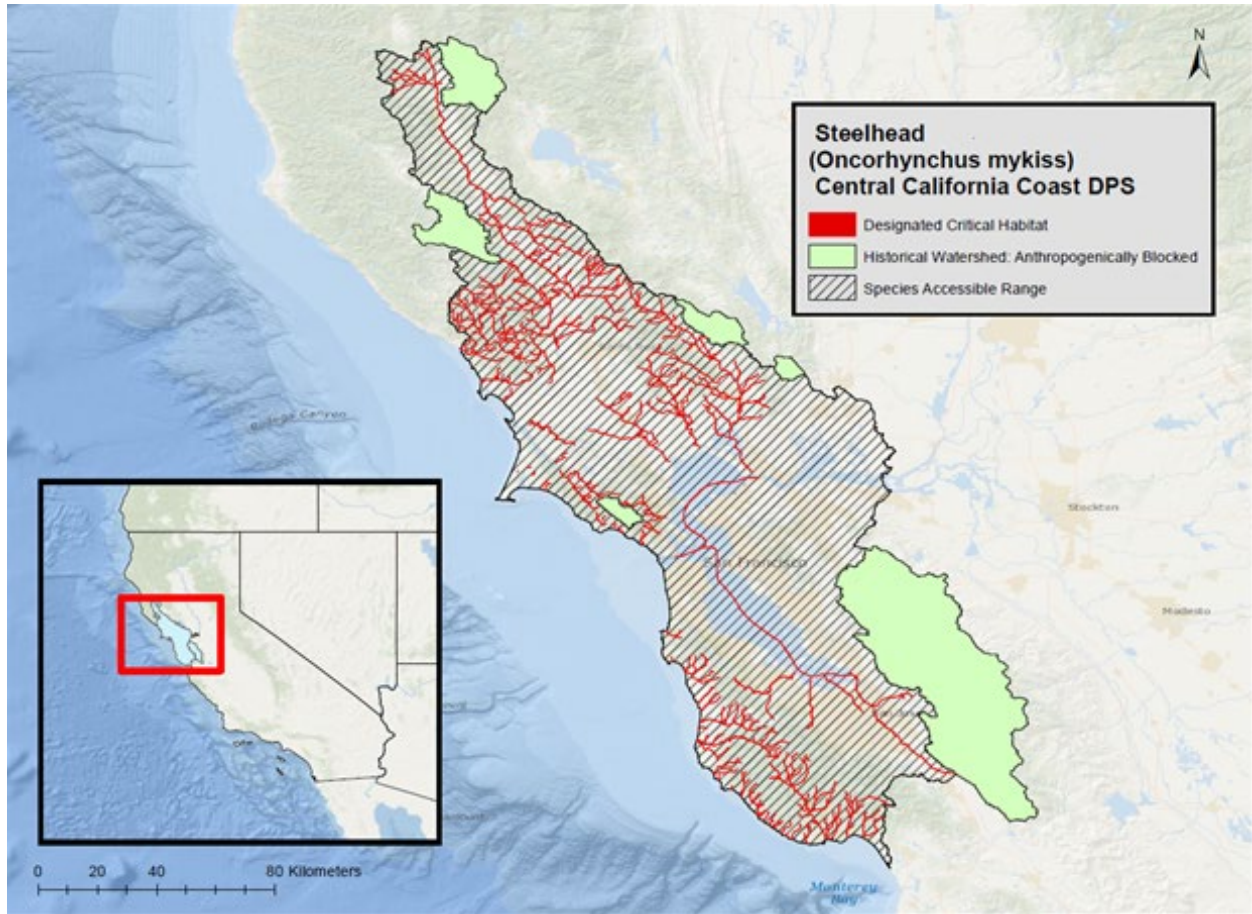 N
Steelhead
(Oncorhynchus mykiss)
Central California Coast DPS
Designated Critical Habitat
Historical Watershed: Anthropogenically Blocked
Species Accessible Range
Bodega Canyon
Stockton
San Francisco
Modesto
0 20 40 80 Kilometers
Monterey
Bay